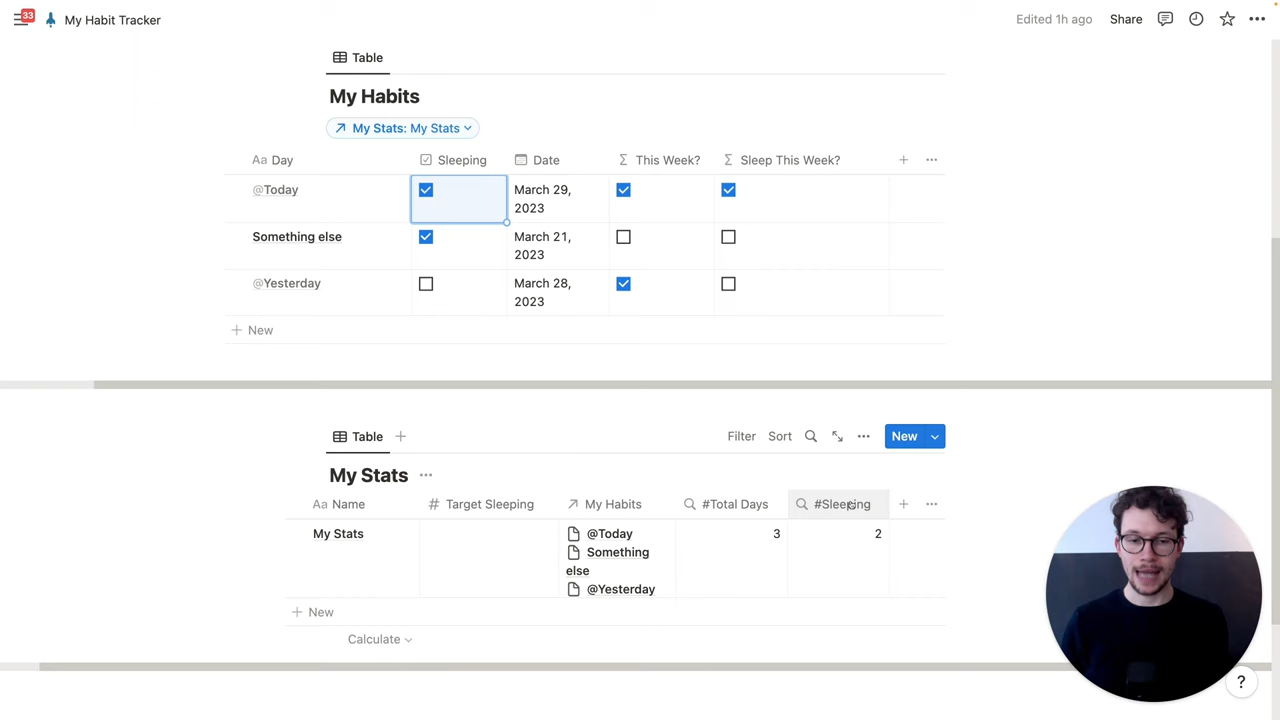 33
My Habit Tracker
Edited 1h ago
Share
Table
My Habits
My Stats: My Stats
Aa Day
Sleeping
Date
Σ This Week?
Σ Sleep This Week?
@Today
March 29,
2023
Something else
March 21,
2023
@Yesterday
March 28,
2023
+ New
Table
Filter
Sort
New
My Stats
Aa Name
# Target Sleeping
My Habits
#Total Days
#Sleeping
My Stats
@Today
Something
else
@Yesterday
3
2
+ New
Calculate
?